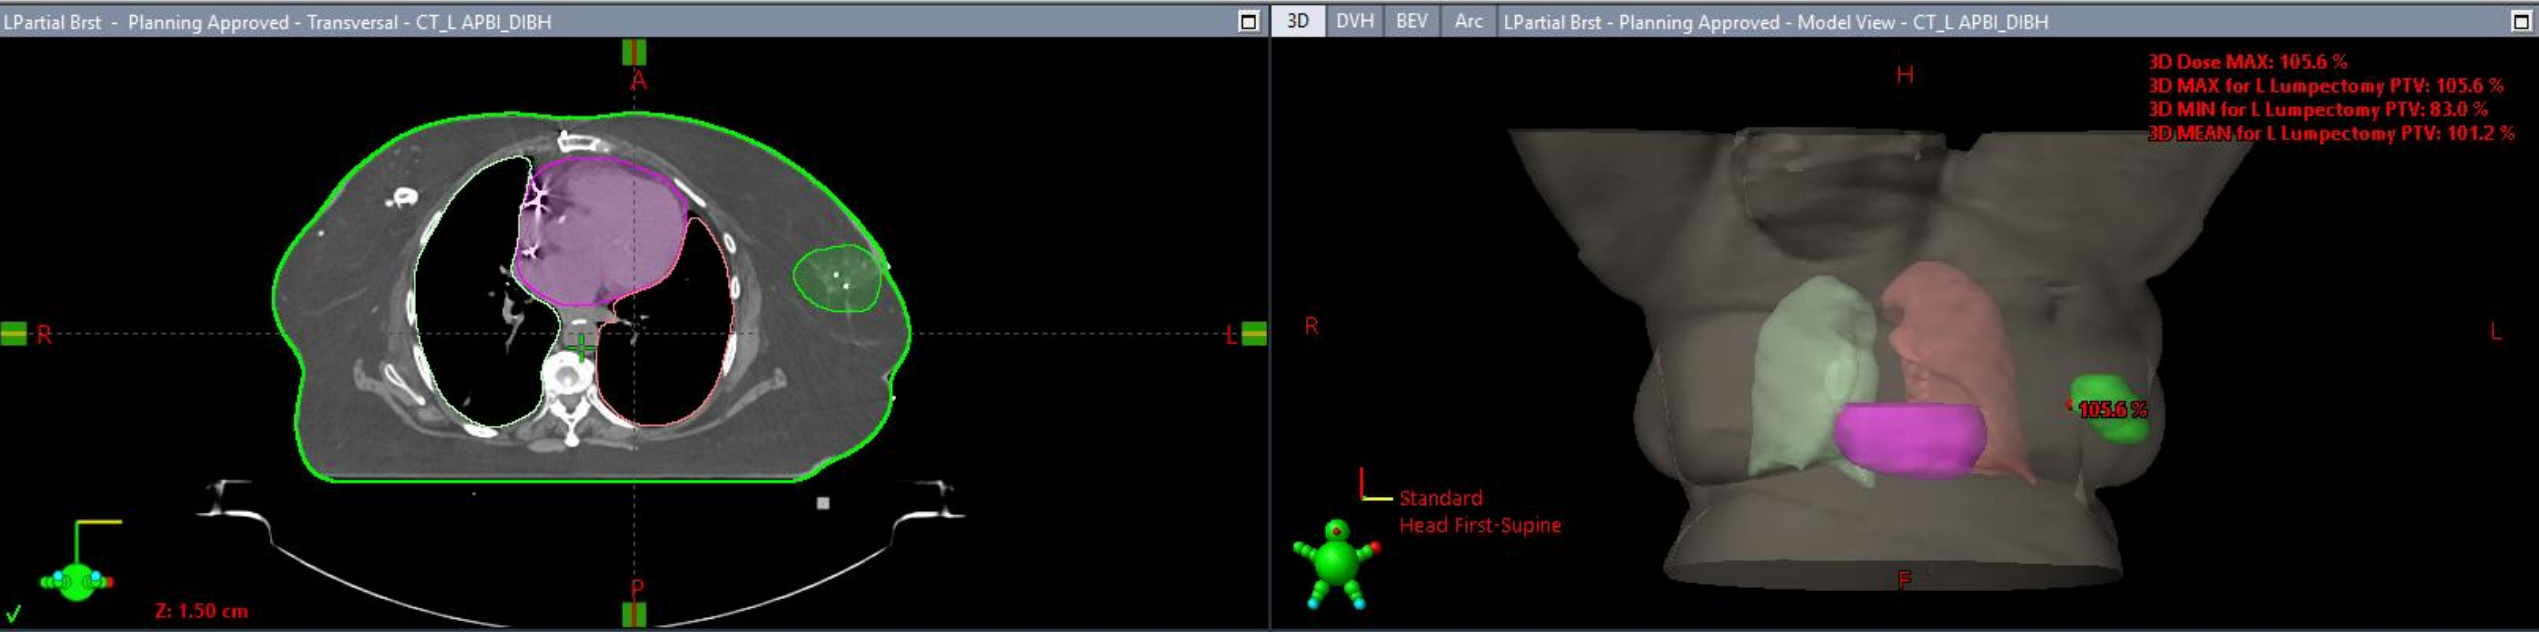 LPartial Brst - Planning Approved - Transversal - CT_L APBI_DIBH
A
R
L
P
Z: 1.50 cm
3D DVH BEV Arc LPartial Brst - Planning Approved - Model View - CT_L APBI_DIBH
3D Dose MAX: 105.6 %
3D MAX for L Lumpectomy PTV: 105.6 %
3D MIN for L Lumpectomy PTV: 83.0 %
3D MEAN for L Lumpectomy PTV: 101.2 %
H
R
L
105.6 %
Standard
Head First-Supine
F